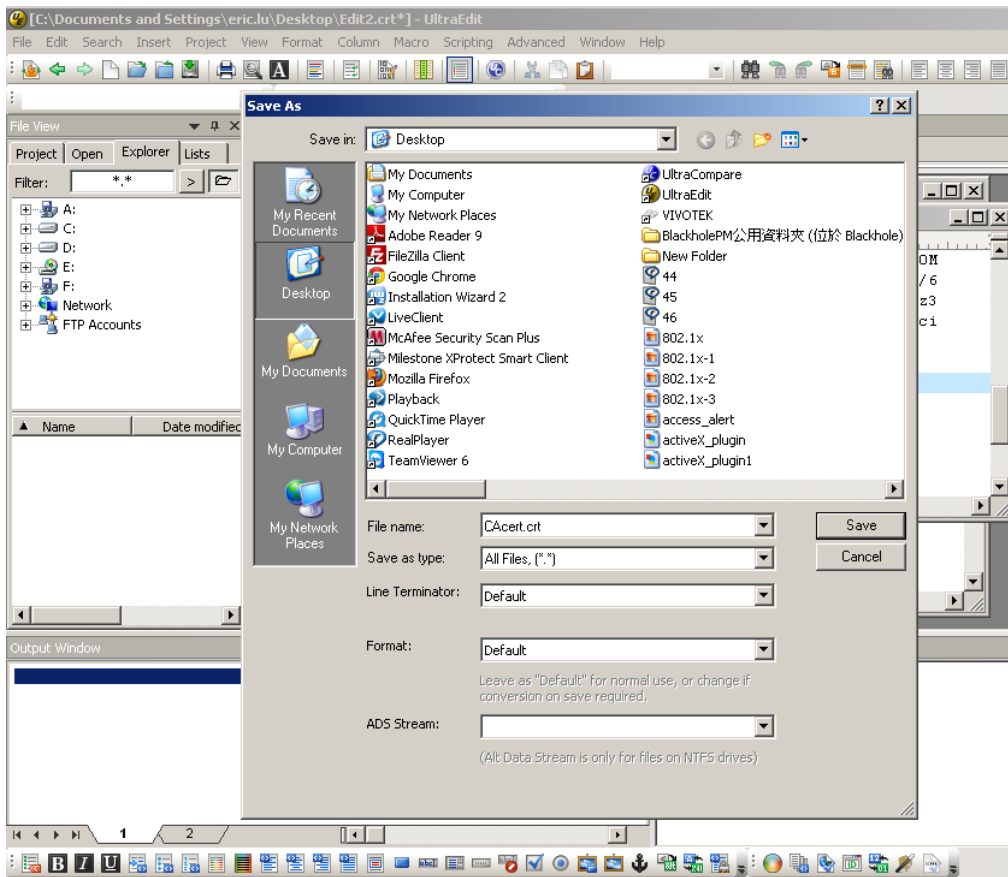 [C:\Documents and Settings\eric.lu\Desktop\Edit2.crt*] - UltraEdit
File Edit Search Insert Project View Format Column Macro Scripting Advanced Window Help
Save As
File View
Save in: Desktop
Project Open Explorer Lists
Filter: *.* >
A:
C:
D:
E:
F:
Network
FTP Accounts
Name Date modified
My Recent Documents
Desktop
My Documents
My Computer
My Network Places
My Documents
My Computer
My Network Places
Adobe Reader 9
FileZilla Client
Google Chrome
Installation Wizard 2
LiveClient
McAfee Security Scan Plus
Milestone XProtect Smart Client
Mozilla Firefox
Playback
QuickTime Player
RealPlayer
TeamViewer 6
UltraCompare
UltraEdit
VIVOTEK
BlackholePM公用資料夾 (位於 Blackhole)
New Folder
44
45
46
802.1x
802.1x-1
802.1x-2
802.1x-3
access_alert
activeX_plugin
activeX_plugin1
OM
/6
z3
ci
File name: CAcert.crt Save
Save as type: All Files, (*.*) Cancel
Line Terminator: Default
Format: Default
Leave as "Default" for normal use, or change if
conversion on save required.
ADS Stream:
(Alt Data Stream is only for files on NTFS drives)
Output Window
1 2
B I U